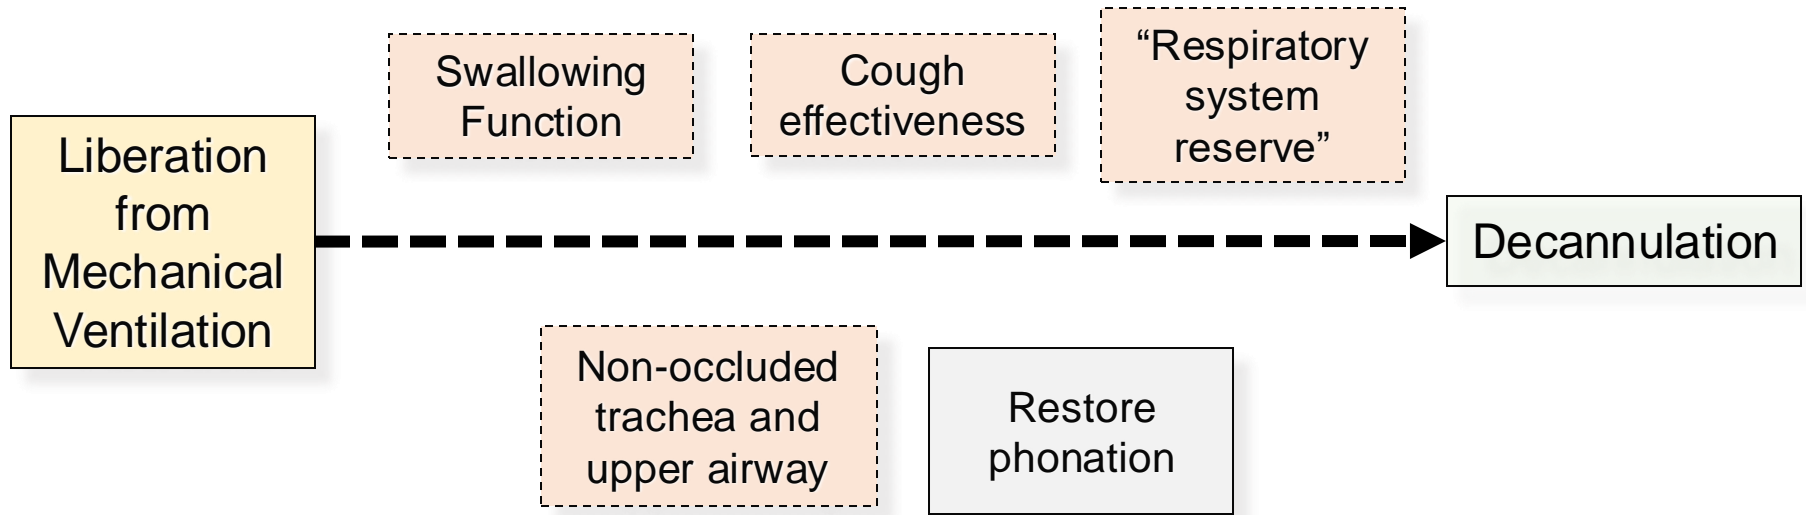 Liberation
from
Mechanical
Ventilation
Swallowing
Function
Cough
effectiveness
“Respiratory
system
reserve”
Decannulation
Non-occluded
trachea and
upper airway
Restore
phonation